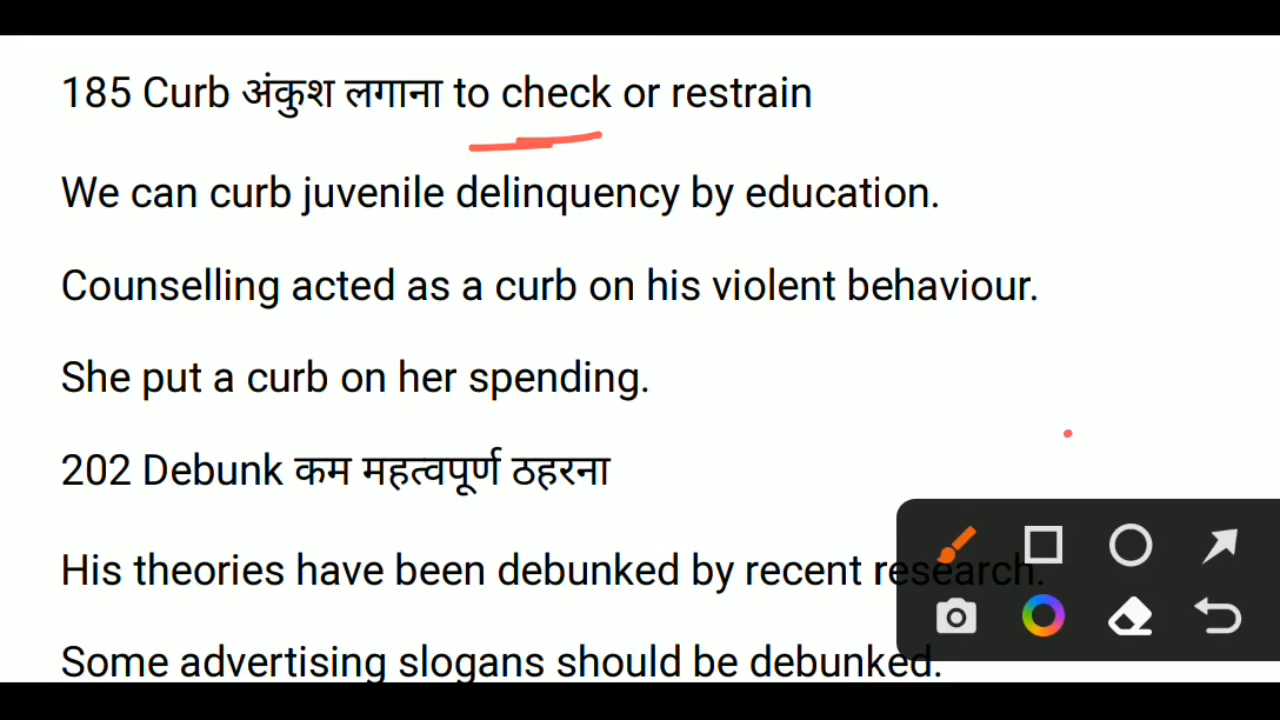 185 Curb अंकुश लगाना to check or restrain
We can curb juvenile delinquency by education.
Counselling acted as a curb on his violent behaviour.
She put a curb on her spending.
202 Debunk कम महत्वपूर्ण ठहरना
His theories have been debunked by recent research.
Some advertising slogans should be debunked.